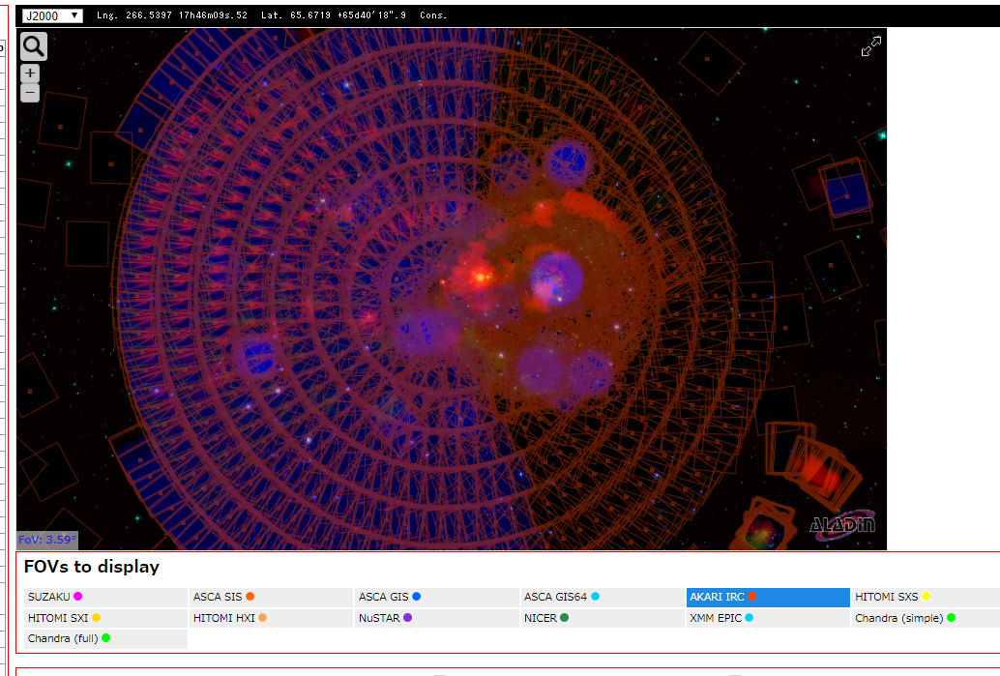 J2000 ▼ Lng. 266.5397 17h46m09s.52 Lat. 65.6719 +65d40'18".9 Cons.
+
−
ALADIN
FoV: 3.59°
FOVs to display
SUZAKU ASCA SIS ASCA GIS ASCA GIS64 AKARI IRC HITOMI SXS
HITOMI SXI HITOMI HXI NuSTAR NICER XMM EPIC Chandra (simple)
Chandra (full)